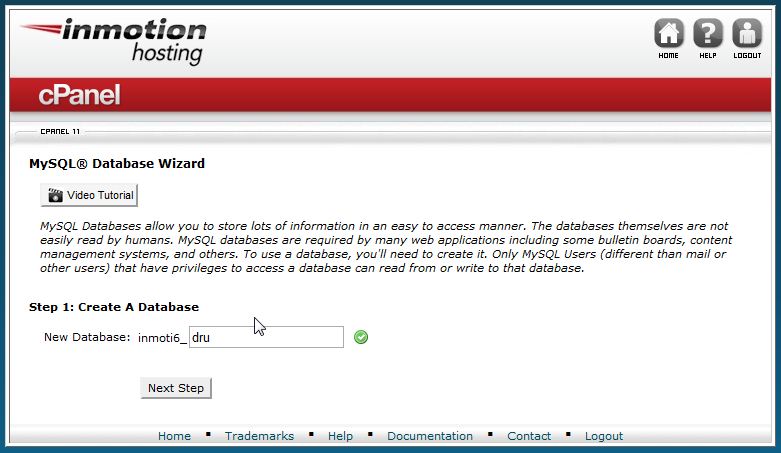 inmotion
hosting
HOME
HELP
LOGOUT
cPanel
CPANEL 11
MySQL® Database Wizard
Video Tutorial
MySQL Databases allow you to store lots of information in an easy to access manner. The databases themselves are not
easily read by humans. MySQL databases are required by many web applications including some bulletin boards, content
management systems, and others. To use a database, you'll need to create it. Only MySQL Users (different than mail or
other users) that have privileges to access a database can read from or write to that database.
Step 1: Create A Database
New Database: inmoti6_ dru
Next Step
Home ▪ Trademarks ▪ Help ▪ Documentation ▪ Contact ▪ Logout